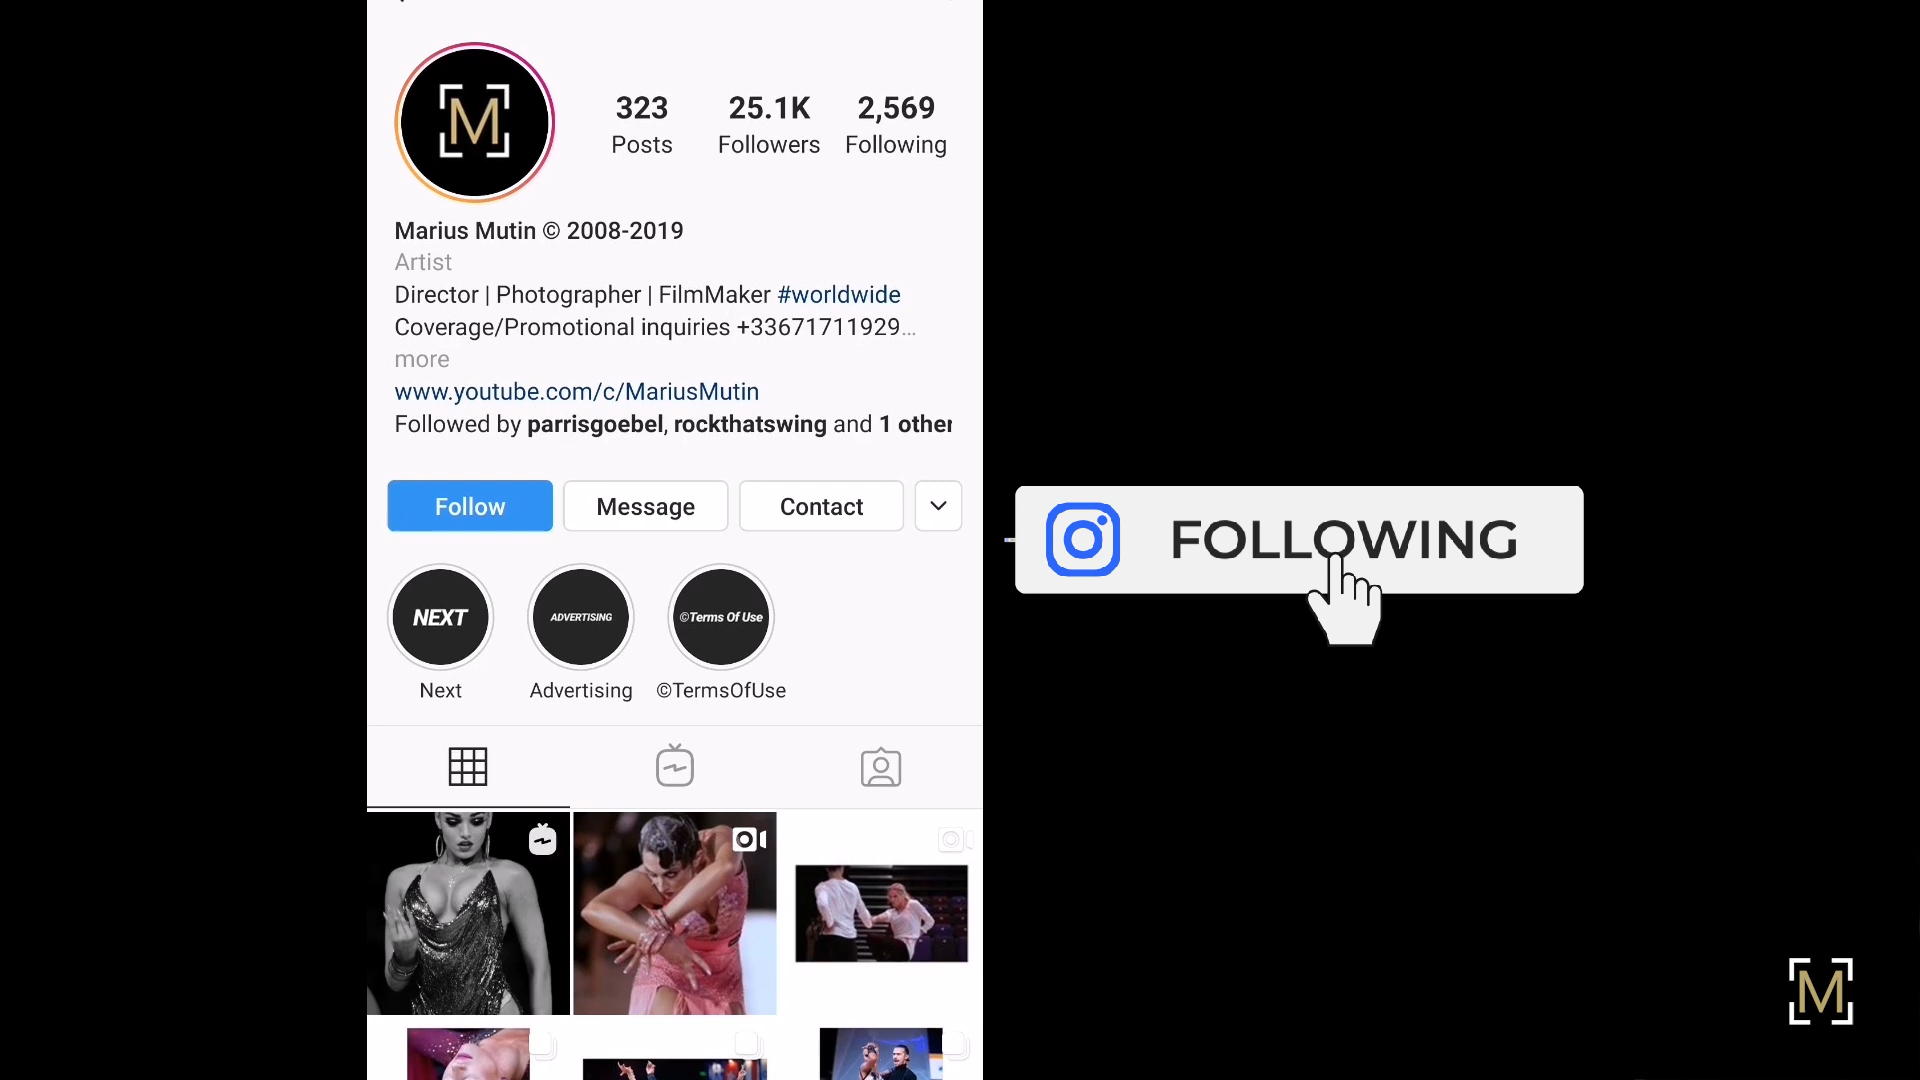 M
323 25.1K 2,569
Posts Followers Following
Marius Mutin © 2008-2019
Artist
Director | Photographer | FilmMaker #worldwide
Coverage/Promotional inquiries +33671711929...
more
www.youtube.com/c/MariusMutin
Followed by parrisgoebel, rockthatswing and 1 other
Follow Message Contact
NEXT ADVERTISING ©Terms Of Use
Next Advertising ©TermsOfUse
FOLLOWING
M